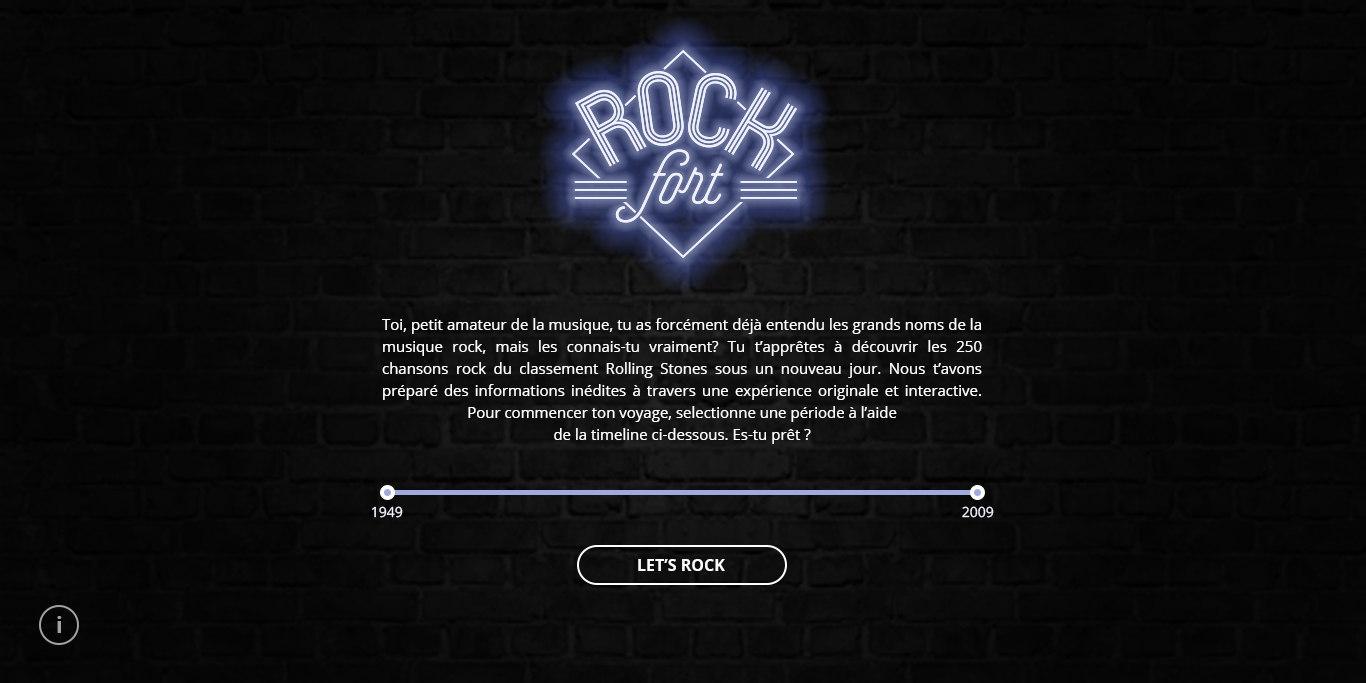 ROCK
fort
Toi, petit amateur de la musique, tu as forcément déjà entendu les grands noms de la
musique rock, mais les connais-tu vraiment? Tu t’apprêtes à découvrir les 250
chansons rock du classement Rolling Stones sous un nouveau jour. Nous t’avons
préparé des informations inédites à travers une expérience originale et interactive.
Pour commencer ton voyage, selectionne une période à l’aide
de la timeline ci-dessous. Es-tu prêt ?
1949 2009
LET’S ROCK
i